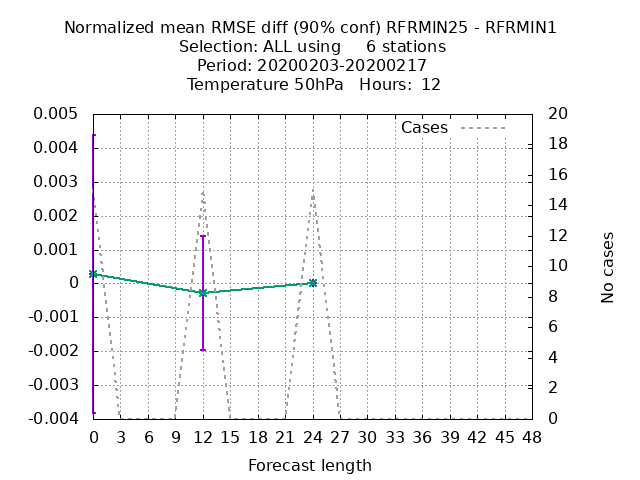 Normalized mean RMSE diff (90% conf) RFRMIN25 - RFRMIN1
Selection: ALL using     6 stations
Period: 20200203-20200217
Temperature 50hPa   Hours:  12
Cases
0.005
0.004
0.003
0.002
0.001
0
-0.001
-0.002
-0.003
-0.004
20
18
16
14
12
10
8
6
4
2
0
No cases
0 3 6 9 12 15 18 21 24 27 30 33 36 39 42 45 48
Forecast length